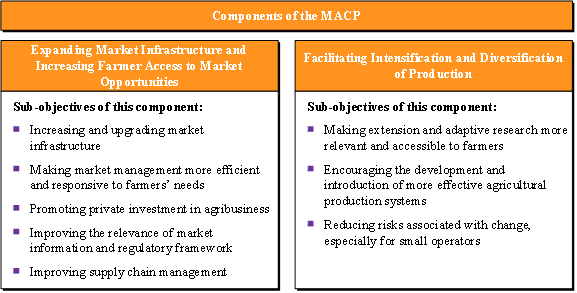 Components of the MACP
Expanding Market Infrastructure and
Increasing Farmer Access to Market
Opportunities
Sub-objectives of this component:
Increasing and upgrading market
infrastructure
Making market management more efficient
and responsive to farmers' needs
Promoting private investment in agribusiness
Improving the relevance of market
information and regulatory framework
Improving supply chain management
Facilitating Intensification and Diversification
of Production
Sub-objectives of this component:
Making extension and adaptive research more
relevant and accessible to farmers
Encouraging the development and
introduction of more effective agricultural
production systems
Reducing risks associated with change,
especially for small operators